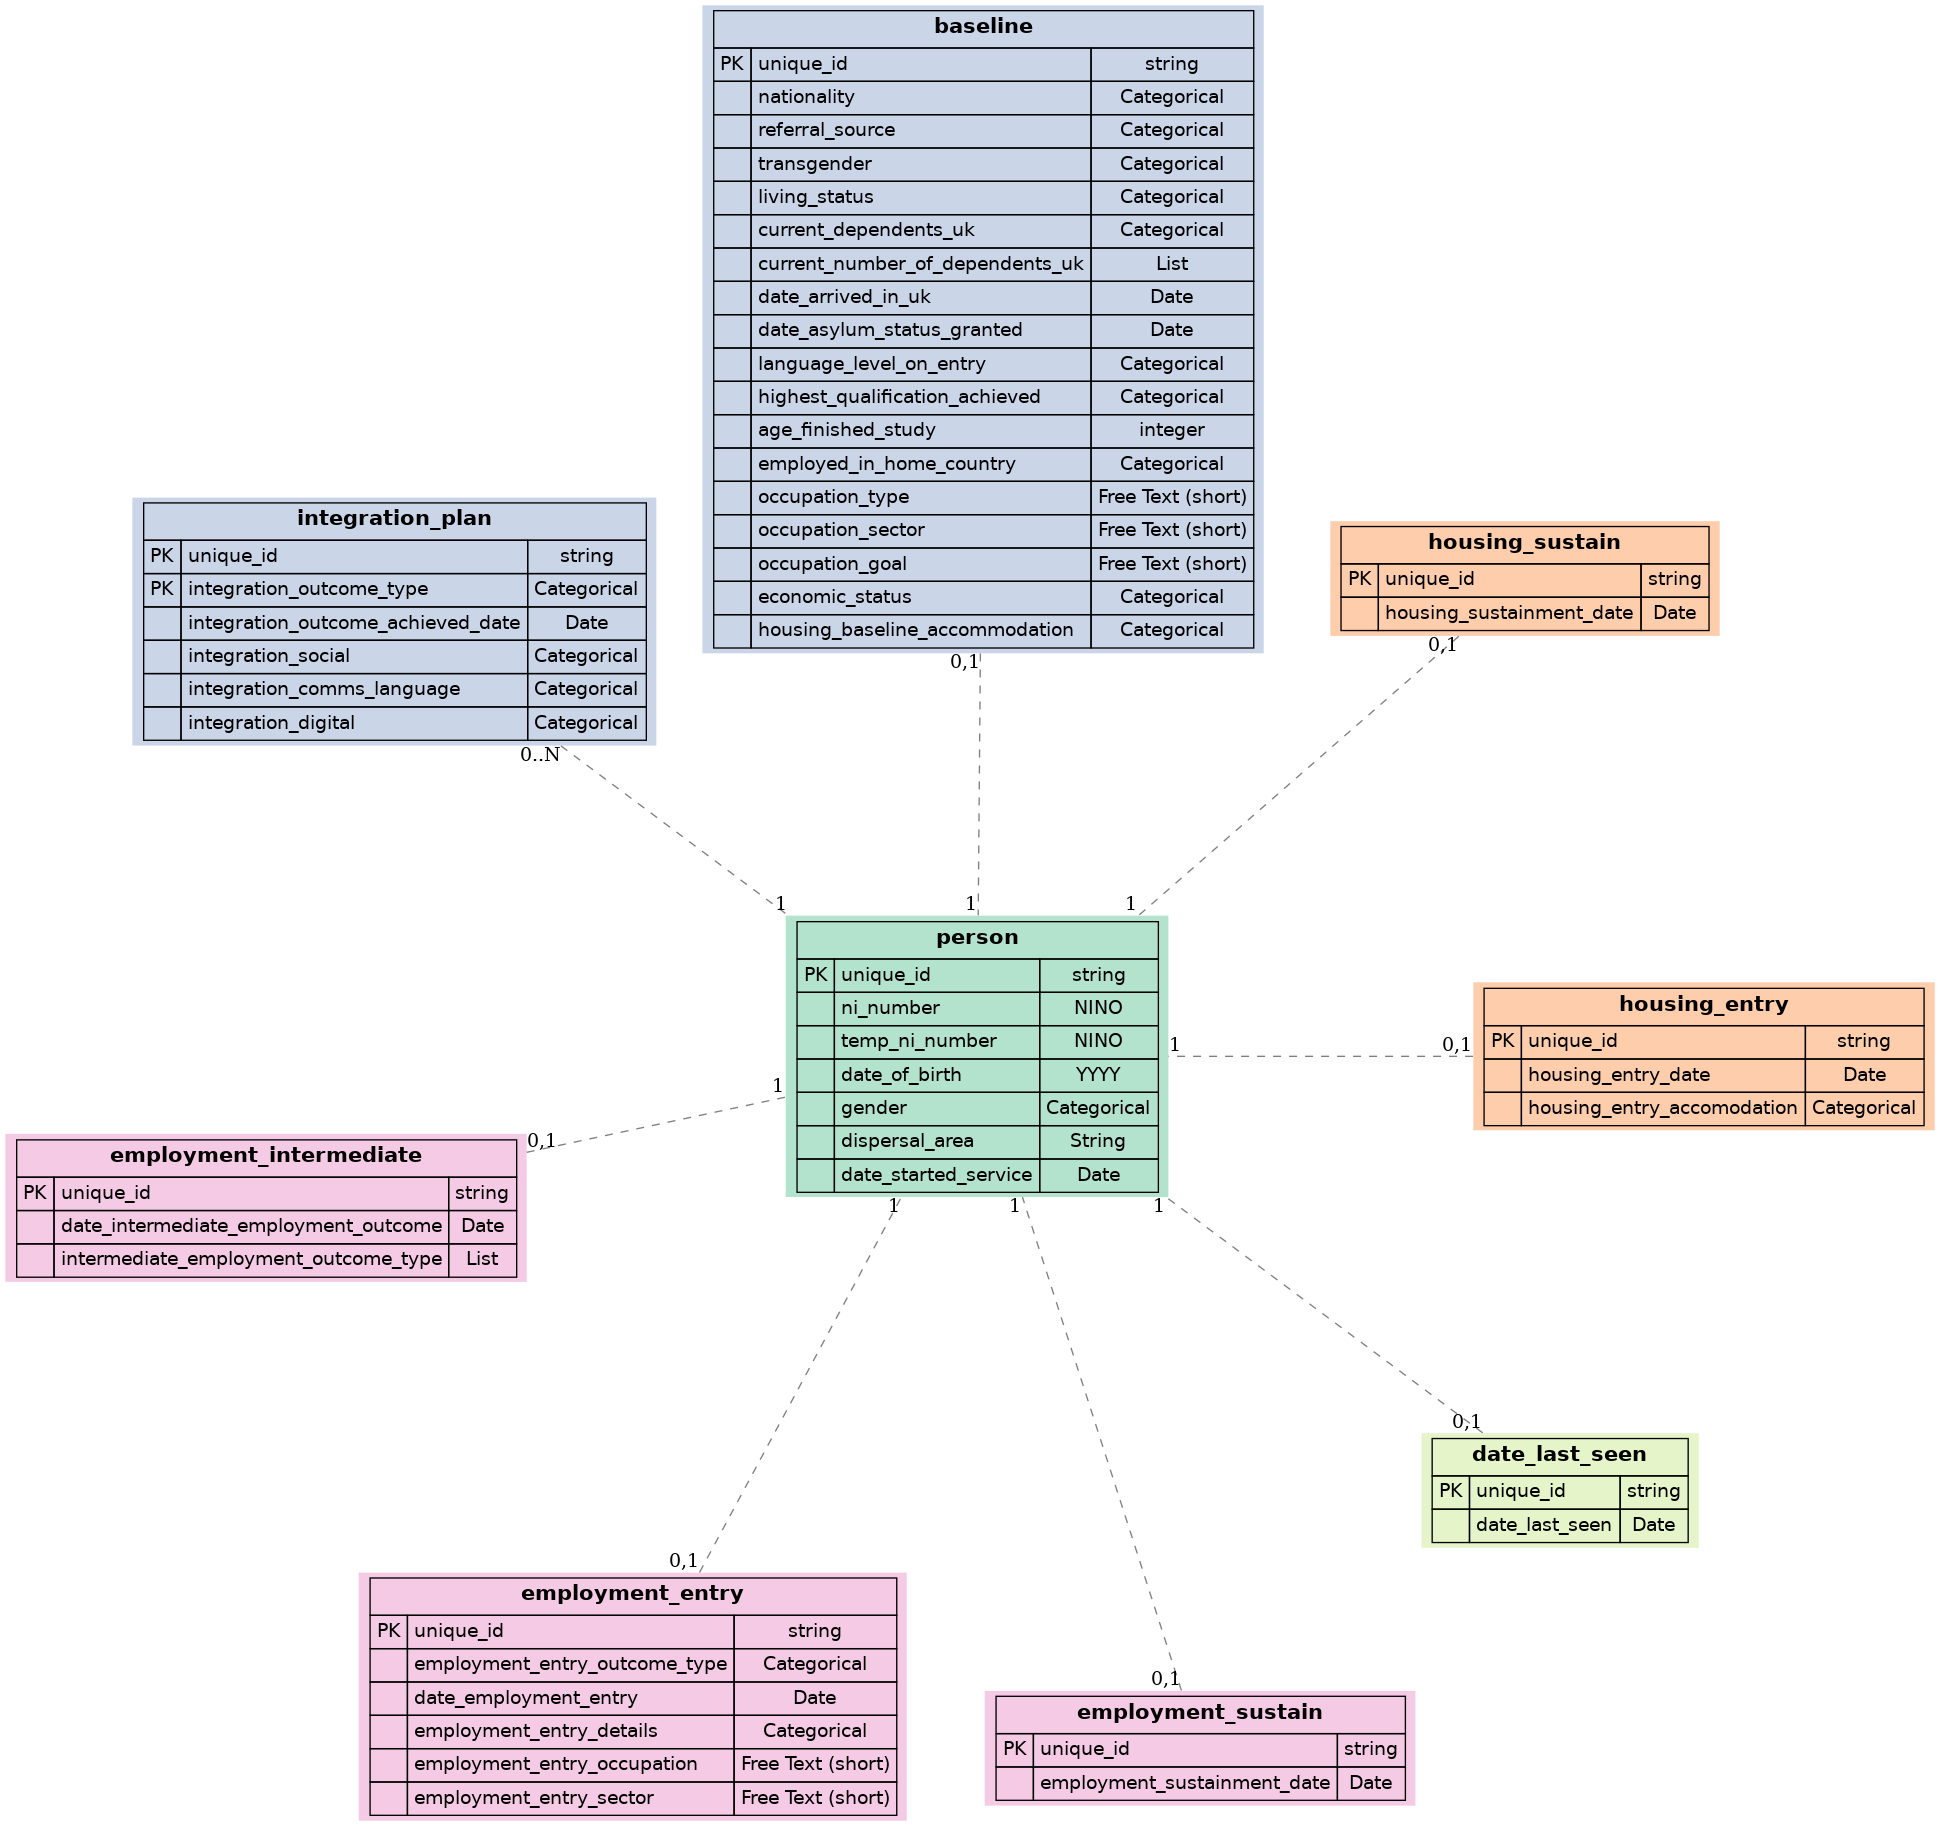 baseline
PK unique_id string
nationality Categorical
referral_source Categorical
transgender Categorical
living_status Categorical
current_dependents_uk Categorical
current_number_of_dependents_uk List
date_arrived_in_uk Date
date_asylum_status_granted Date
language_level_on_entry Categorical
highest_qualification_achieved Categorical
age_finished_study integer
employed_in_home_country Categorical
occupation_type Free Text (short)
occupation_sector Free Text (short)
occupation_goal Free Text (short)
economic_status Categorical
housing_baseline_accommodation Categorical
0,1
1
integration_plan
PK unique_id string
PK integration_outcome_type Categorical
integration_outcome_achieved_date Date
integration_social Categorical
integration_comms_language Categorical
integration_digital Categorical
0..N
1
housing_sustain
PK unique_id string
housing_sustainment_date Date
0,1
1
person
PK unique_id string
ni_number NINO
temp_ni_number NINO
date_of_birth YYYY
gender Categorical
dispersal_area String
date_started_service Date
1
0,1
housing_entry
PK unique_id string
housing_entry_date Date
housing_entry_accomodation Categorical
1
0,1
employment_intermediate
PK unique_id string
date_intermediate_employment_outcome Date
intermediate_employment_outcome_type List
1
1
1
0,1
date_last_seen
PK unique_id string
date_last_seen Date
0,1
employment_entry
PK unique_id string
employment_entry_outcome_type Categorical
date_employment_entry Date
employment_entry_details Categorical
employment_entry_occupation Free Text (short)
employment_entry_sector Free Text (short)
0,1
employment_sustain
PK unique_id string
employment_sustainment_date Date